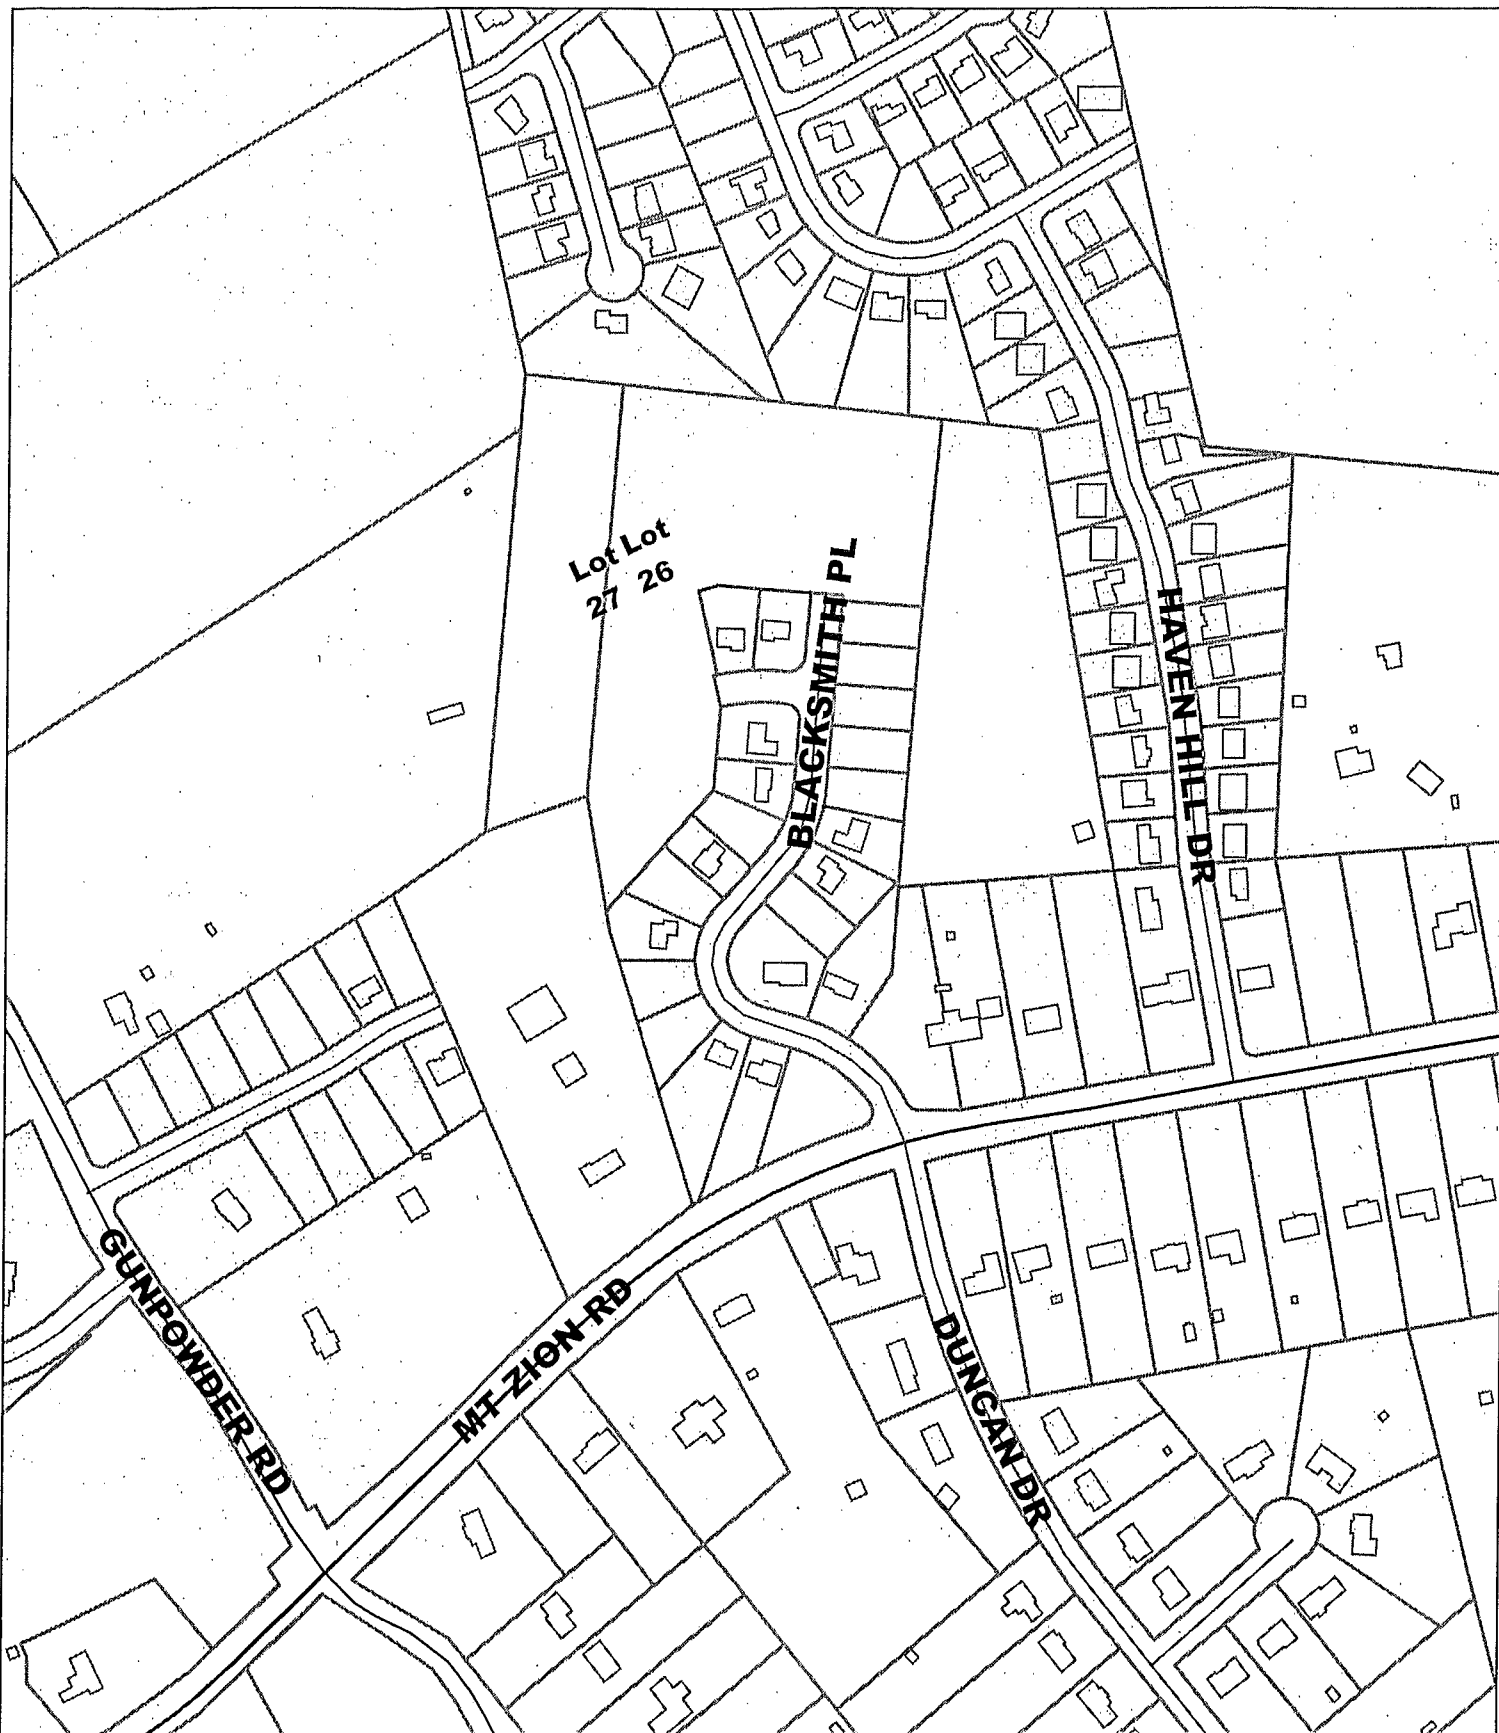 Lot Lot
27 26
BLACKSMITH PL
HAVEN HILL DR
GUNPOWDER RD
MT ZION RD
DUNCAN DR